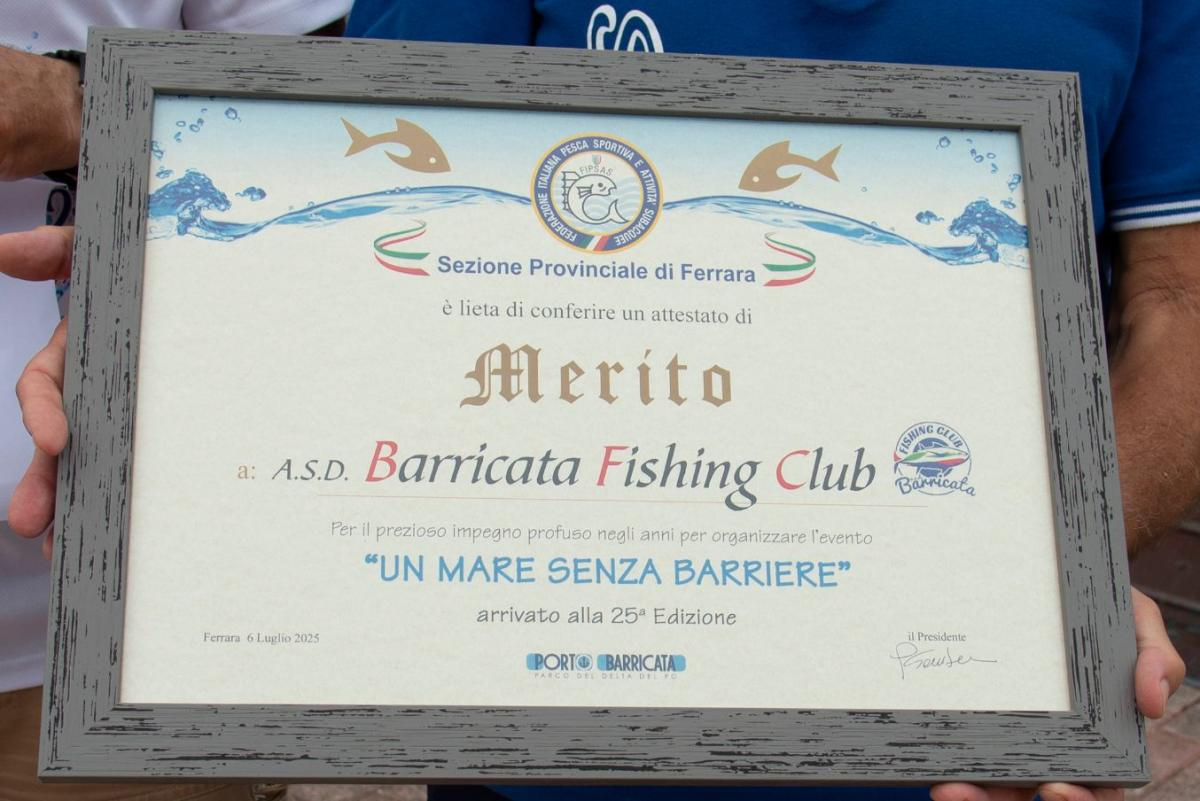 FEDERAZIONE ITALIANA PESCA SPORTIVA E ATTIVITA' SUBACQUEE
FIPSAS
Sezione Provinciale di Ferrara
è lieta di conferire un attestato di
Merito
a: A.S.D. Barricata Fishing Club
FISHING CLUB
Barricata
Per il prezioso impegno profuso negli anni per organizzare l'evento
“UN MARE SENZA BARRIERE”
arrivato alla 25ª Edizione
Ferrara 6 Luglio 2025
il Presidente
PORTO BARRICATA
PARCO DEL DELTA DEL PO